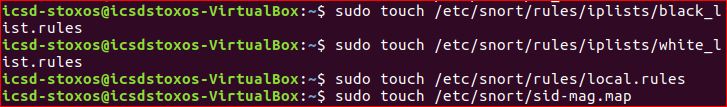 icsd-stoxos@icsdstoxos-VirtualBox:~$ sudo touch /etc/snort/rules/iplists/black_l
ist.rules
icsd-stoxos@icsdstoxos-VirtualBox:~$ sudo touch /etc/snort/rules/iplists/white_l
ist.rules
icsd-stoxos@icsdstoxos-VirtualBox:~$ sudo touch /etc/snort/rules/local.rules
icsd-stoxos@icsdstoxos-VirtualBox:~$ sudo touch /etc/snort/sid-mag.map